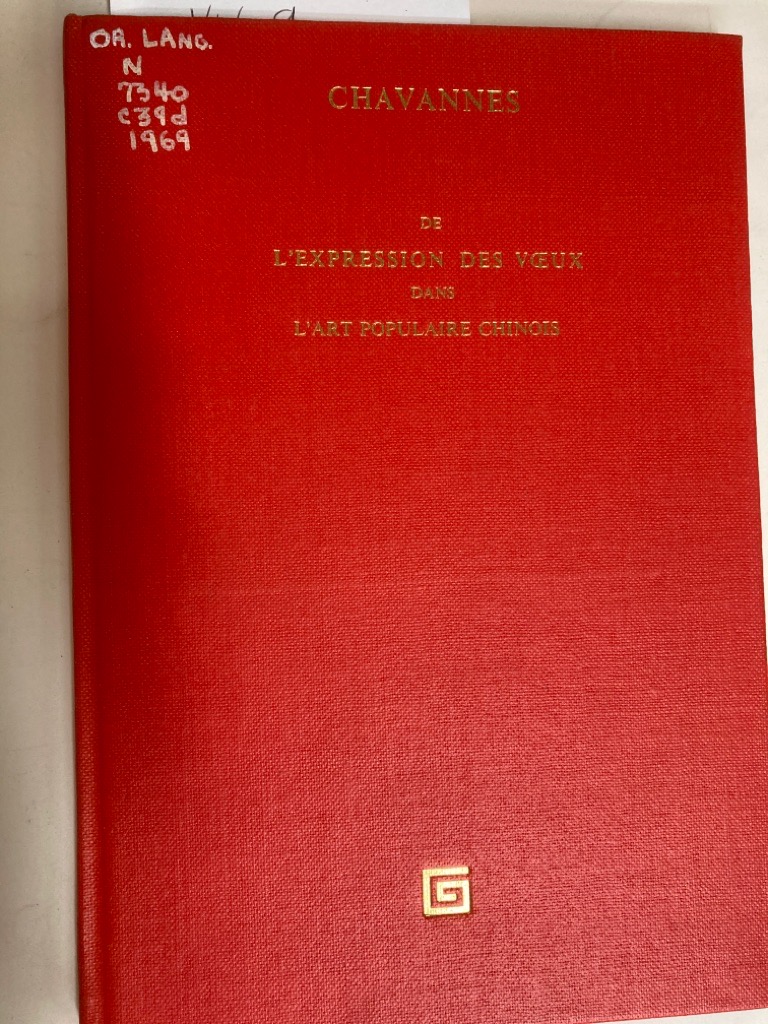 OR. LANG.
N
7340
C39d
1969
CHAVANNES
DE
L'EXPRESSION DES VŒUX
DANS
L'ART POPULAIRE CHINOIS
G